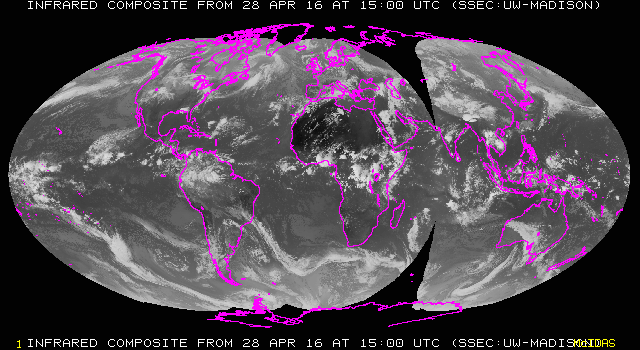 INFRARED COMPOSITE FROM 28 APR 16 AT 15:00 UTC (SSEC:UW-MADISON)
1 INFRARED COMPOSITE FROM 28 APR 16 AT 15:00 UTC (SSEC:UW-MADISON) McIDAS